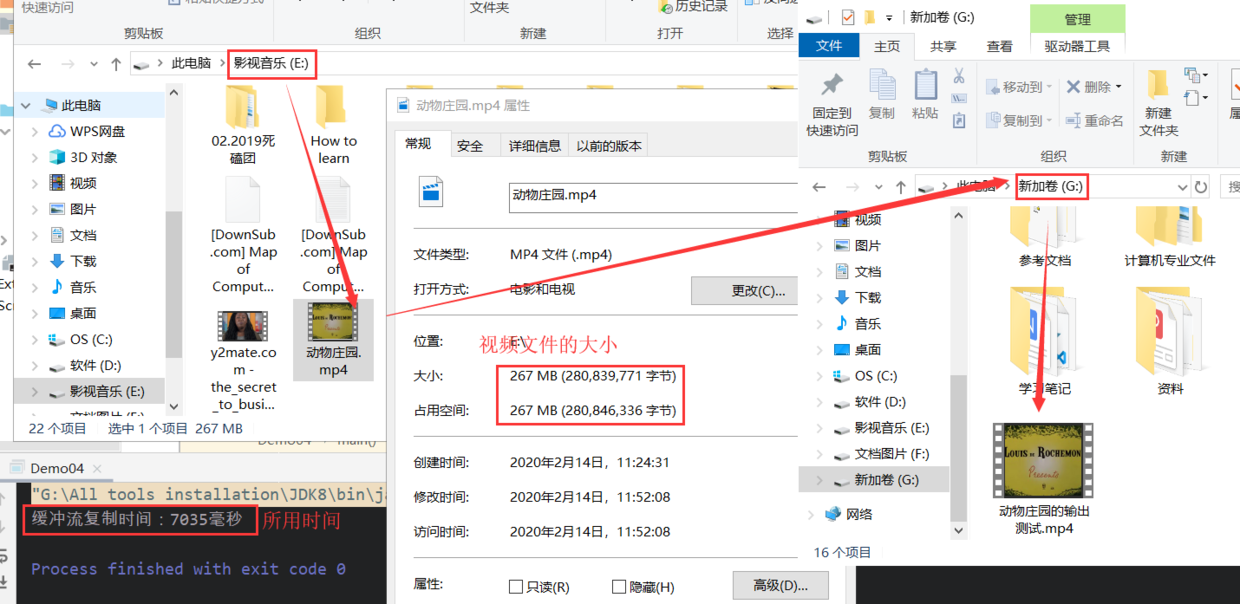 快速访问
文件夹
历史记录
剪贴板
组织
新建
打开
选择
此电脑
影视音乐 (E:)
此电脑
WPS网盘
3D 对象
视频
图片
文档
下载
音乐
桌面
OS (C:)
软件 (D:)
影视音乐 (E:)
文档图片 (F:)
02.2019死
磕团
How to
learn
[DownSub
.com] Map
of
Comput...
[DownSub
.com] Map
of
Comput...
y2mate.co
m -
the_secret
_to_busi...
动物庄园.
mp4
22 个项目
选中 1 个项目 267 MB
Demo04
main()
Demo04
"G:\All tools installation\JDK8\bin\ja
缓冲流复制时间：7035毫秒
所用时间
Process finished with exit code 0
动物庄园.mp4 属性
常规
安全
详细信息
以前的版本
动物庄园.mp4
文件类型:
MP4 文件 (.mp4)
打开方式:
电影和电视
更改(C)...
位置:
E:\
视频文件的大小
大小:
267 MB (280,839,771 字节)
占用空间:
267 MB (280,846,336 字节)
创建时间:
2020年2月14日，11:24:31
修改时间:
2020年2月14日，11:52:08
访问时间:
2020年2月14日，11:52:08
属性:
只读(R)
隐藏(H)
高级(D)...
新加卷 (G:)
管理
文件
主页
共享
查看
驱动器工具
固定到
快速访问
复制
粘贴
移动到
复制到
删除
重命名
新建
文件夹
剪贴板
组织
新建
此电脑
新加卷 (G:)
视频
图片
文档
下载
音乐
桌面
OS (C:)
软件 (D:)
影视音乐 (E:)
文档图片 (F:)
新加卷 (G:)
网络
参考文档
计算机专业文件
学习笔记
资料
LOUIS DE ROCHEMONT
Presents
动物庄园的输出
测试.mp4
16 个项目